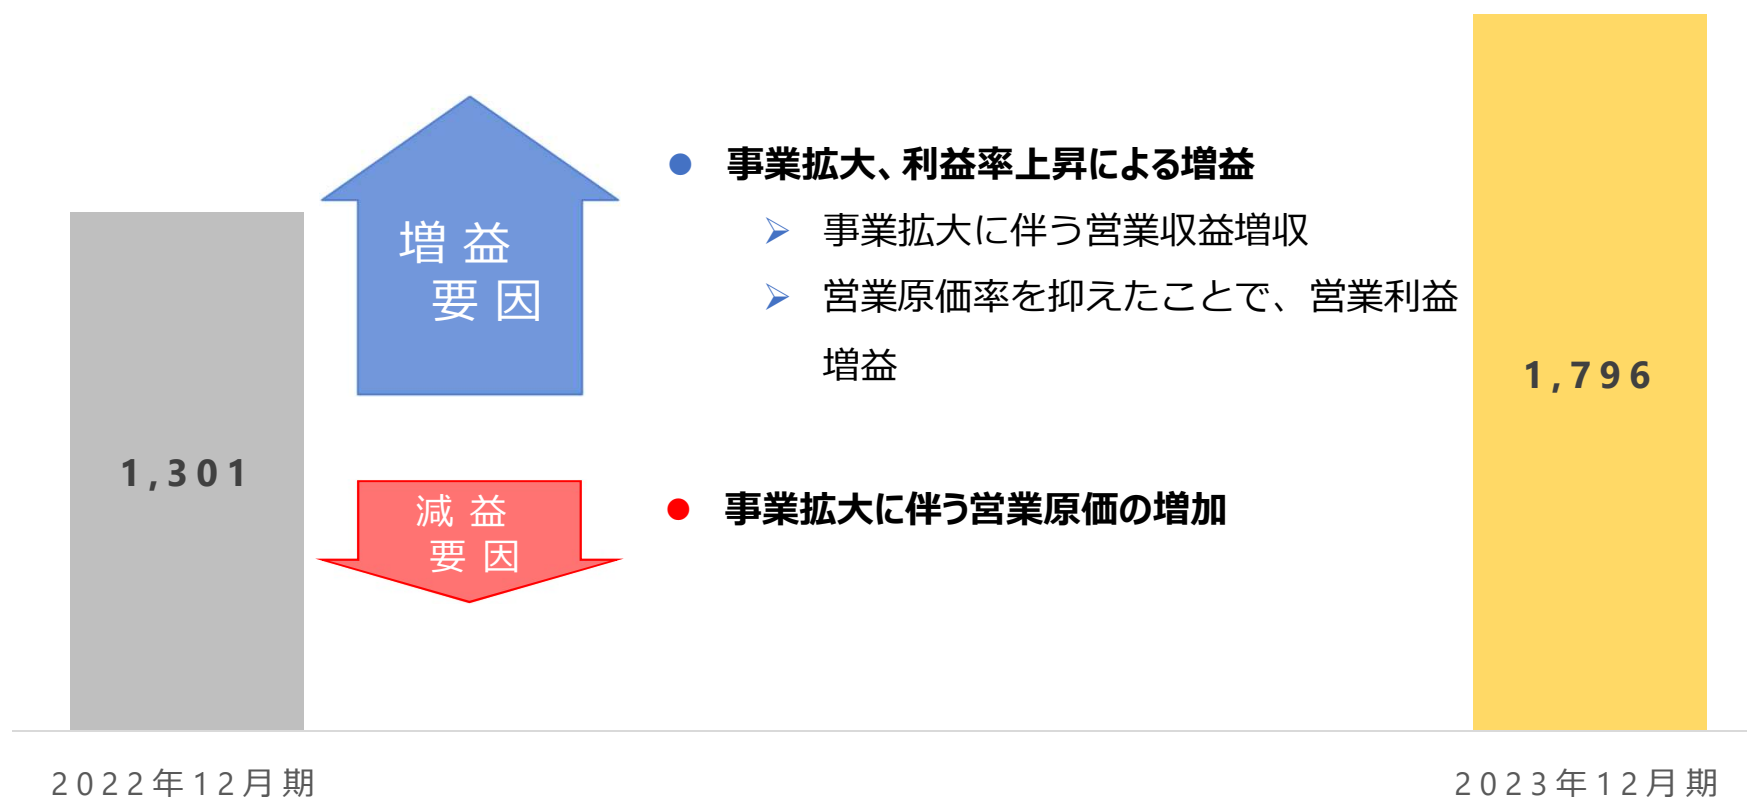 増益
要因
事業拡大、利益率上昇による増益
事業拡大に伴う営業収益増収
営業原価率を抑えたことで、営業利益
増益
1,796
1,301
減益
要因
事業拡大に伴う営業原価の増加
2022年12月期
2023年12月期